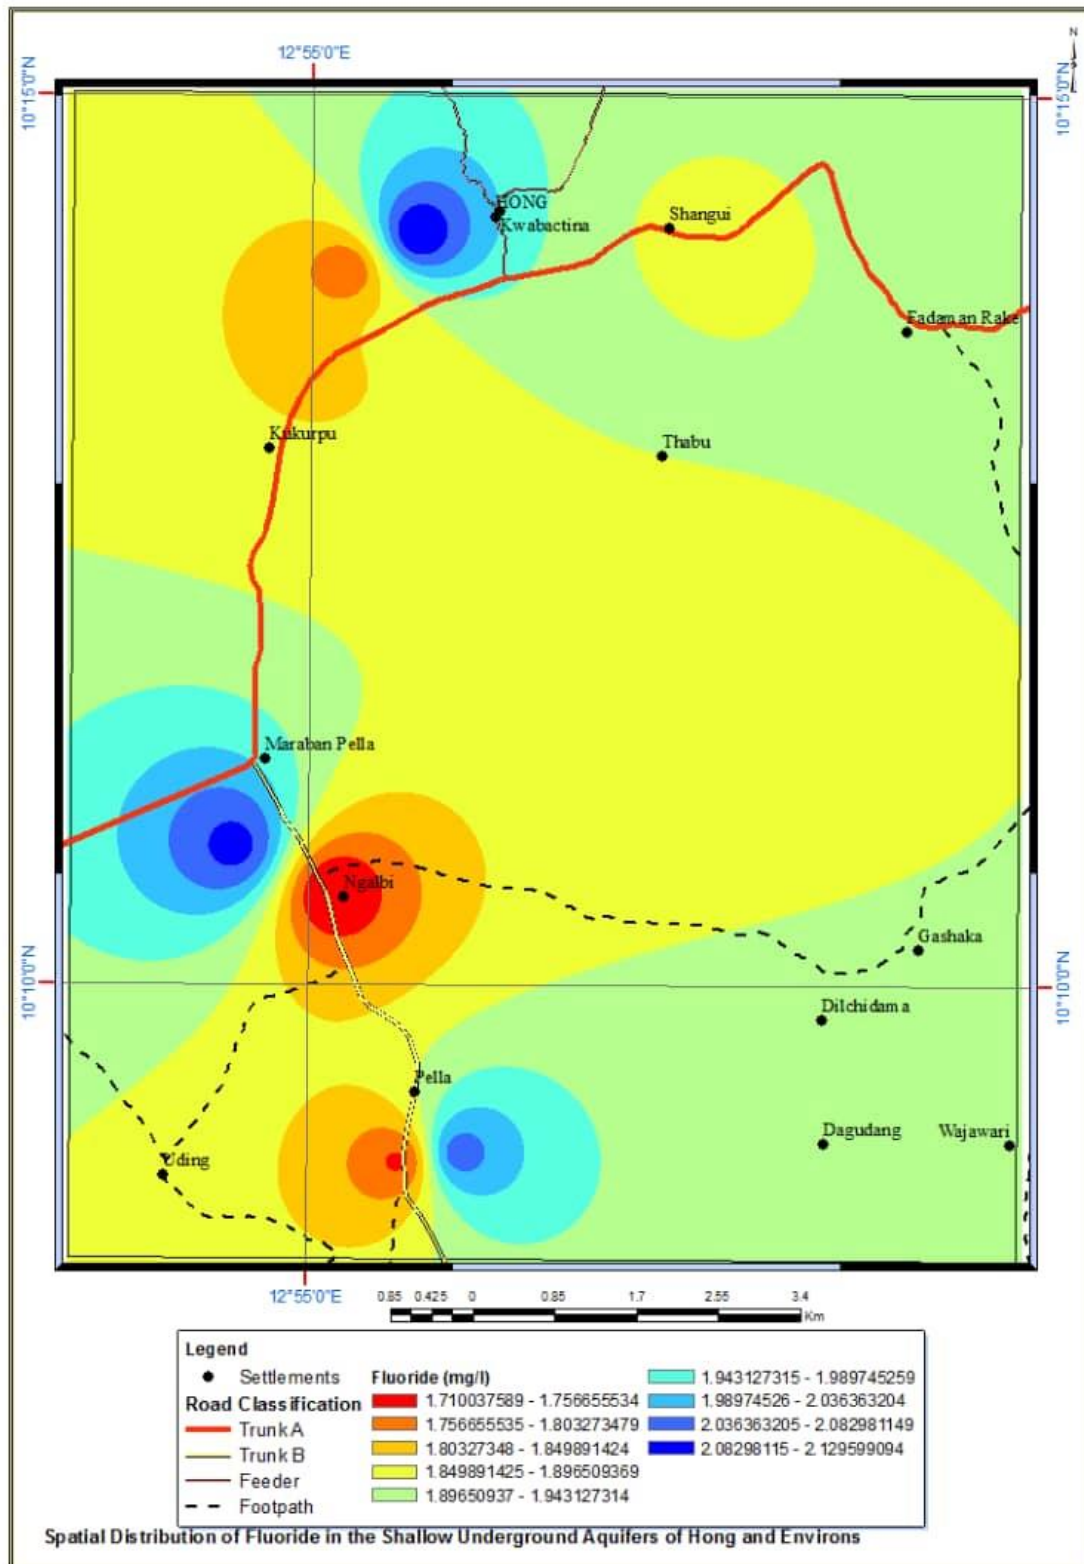 N
12°55'0"E
10°15'0"N
10°15'0"N
HONG
Kwabactina
Shangui
Fadaman Rake
Kukurpu
Thabu
Maraban Pella
Ngalbi
Gashaka
10°10'0"N
10°10'0"N
Dilchidama
Pella
Dagudang
Wajawari
Uding
12°55'0"E
0.85 0.425 0 0.85 1.7 2.55 3.4
Km
Legend
Settlements
Road Classification
Trunk A
Trunk B
Feeder
Footpath
Fluoride (mg/l)
1.710037589 - 1.756655534
1.756655535 - 1.803273479
1.80327348 - 1.849891424
1.849891425 - 1.896509369
1.89650937 - 1.943127314
1.943127315 - 1.989745259
1.98974526 - 2.036363204
2.036363205 - 2.082981149
2.08298115 - 2.129599094
Spatial Distribution of Fluoride in the Shallow Underground Aquifers of Hong and Environs